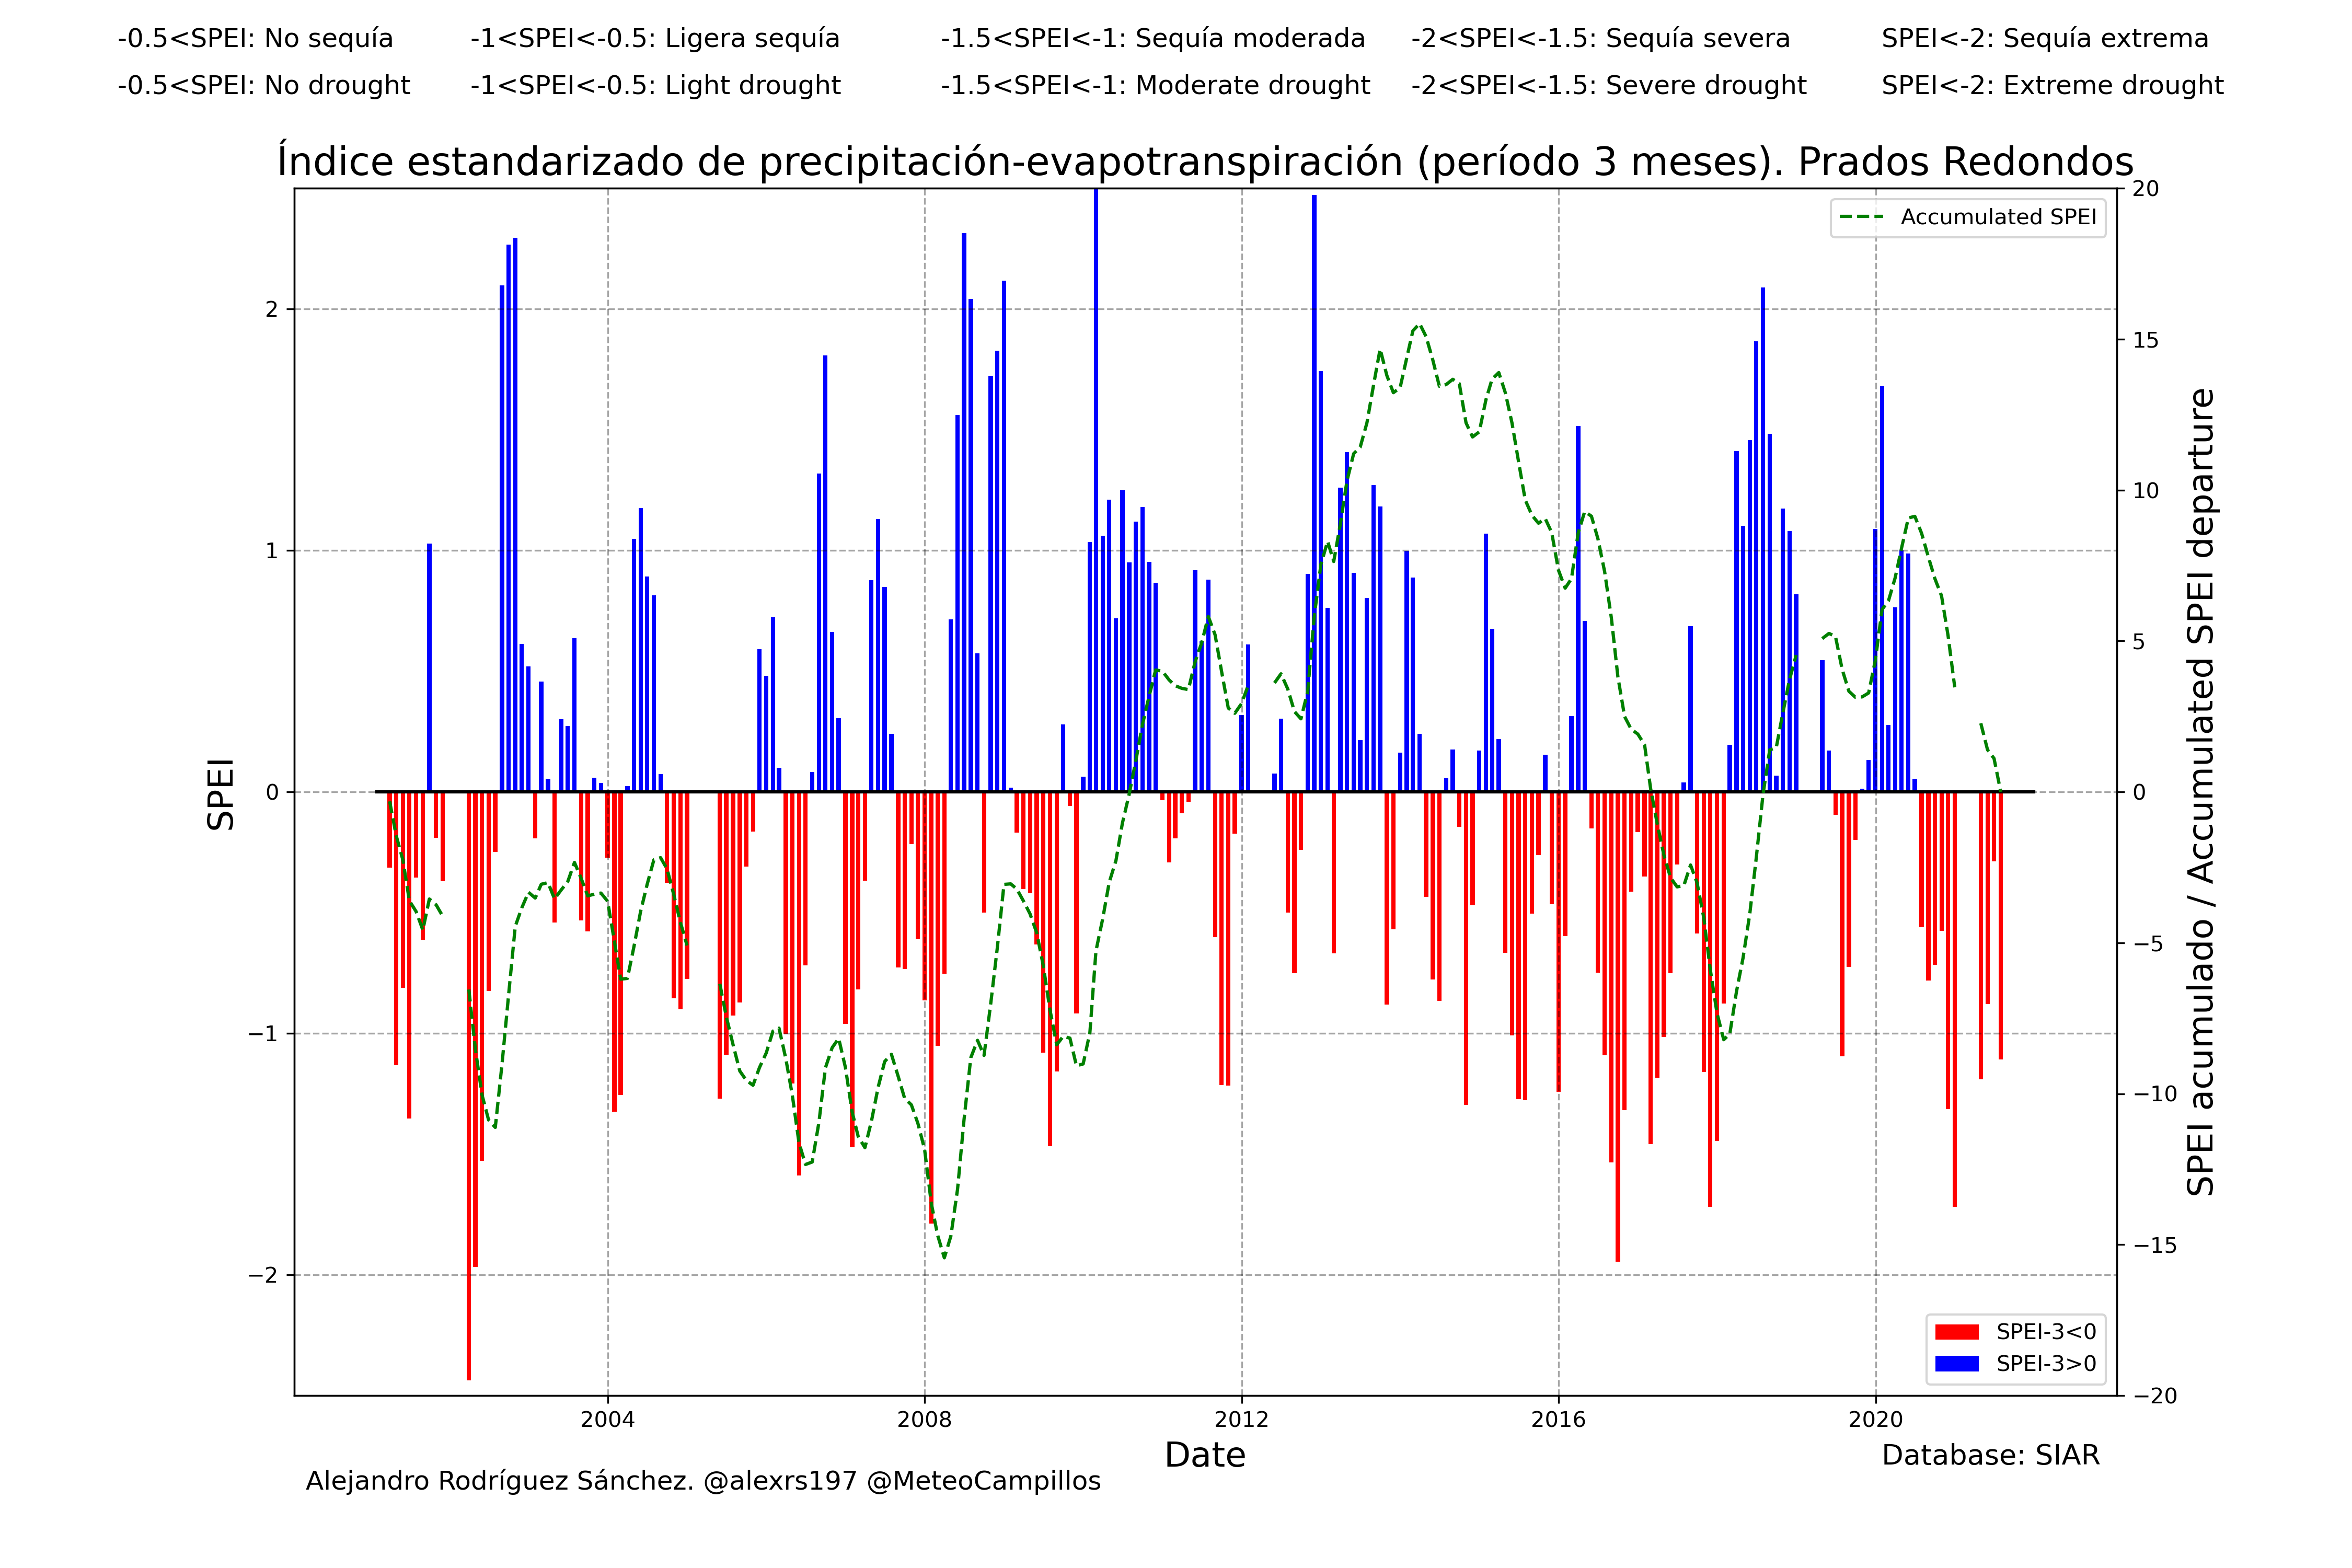 -0.5<SPEI: No sequía -1<SPEI<-0.5: Ligera sequía -1.5<SPEI<-1: Sequía moderada -2<SPEI<-1.5: Sequía severa SPEI<-2: Sequía extrema
-0.5<SPEI: No drought -1<SPEI<-0.5: Light drought -1.5<SPEI<-1: Moderate drought -2<SPEI<-1.5: Severe drought SPEI<-2: Extreme drought
Índice estandarizado de precipitación-evapotranspiración (período 3 meses). Prados Redondos
Accumulated SPEI
SPEI
2
1
0
−1
−2
20
15
10
5
0
−5
−10
−15
−20
SPEI acumulado / Accumulated SPEI departure
SPEI-3<0
SPEI-3>0
2004 2008 2012 2016 2020
Date
Database: SIAR
Alejandro Rodríguez Sánchez. @alexrs197 @MeteoCampillos